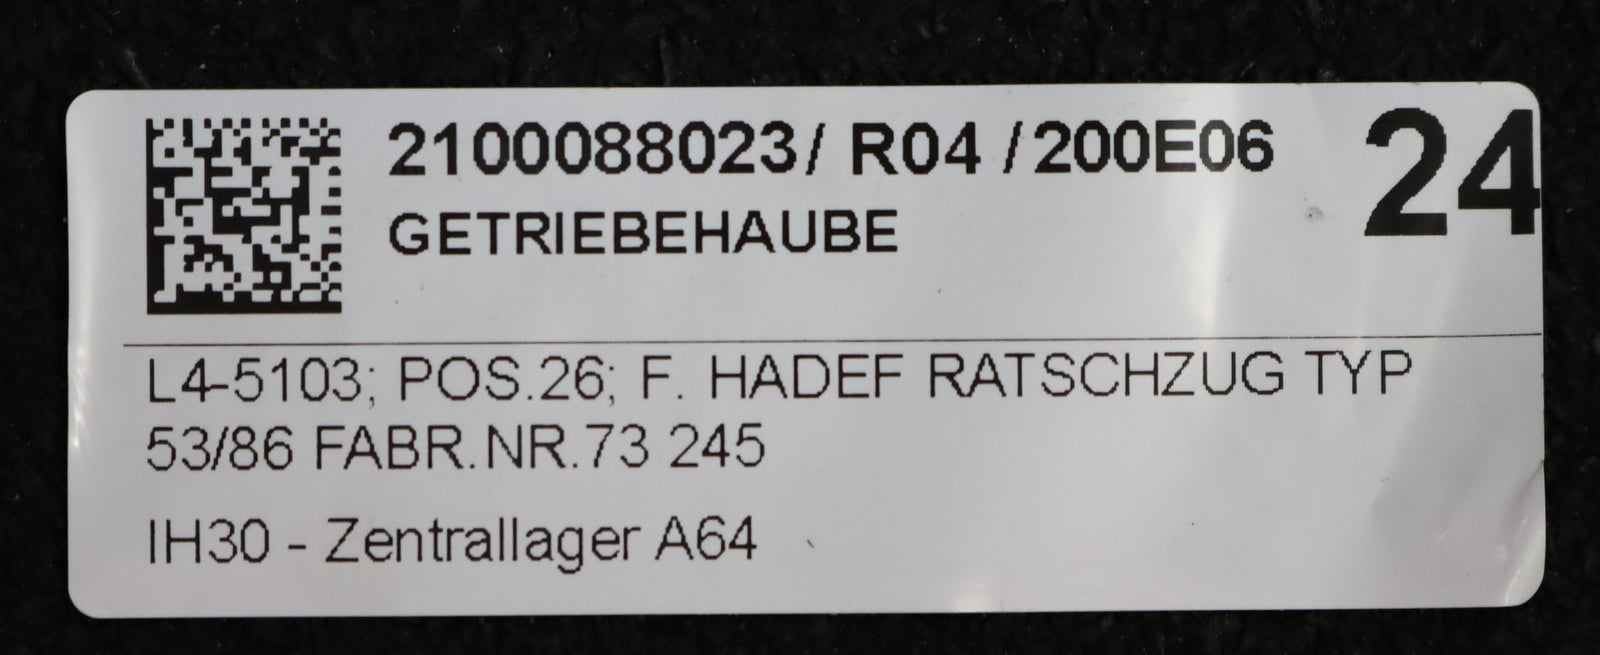 2100088023/ R04 /200E06 24
GETRIEBEHAUBE
L4-5103; POS.26; F. HADEF RATSCHZUG TYP
53/86 FABR.NR.73 245
IH30 - Zentrallager A64